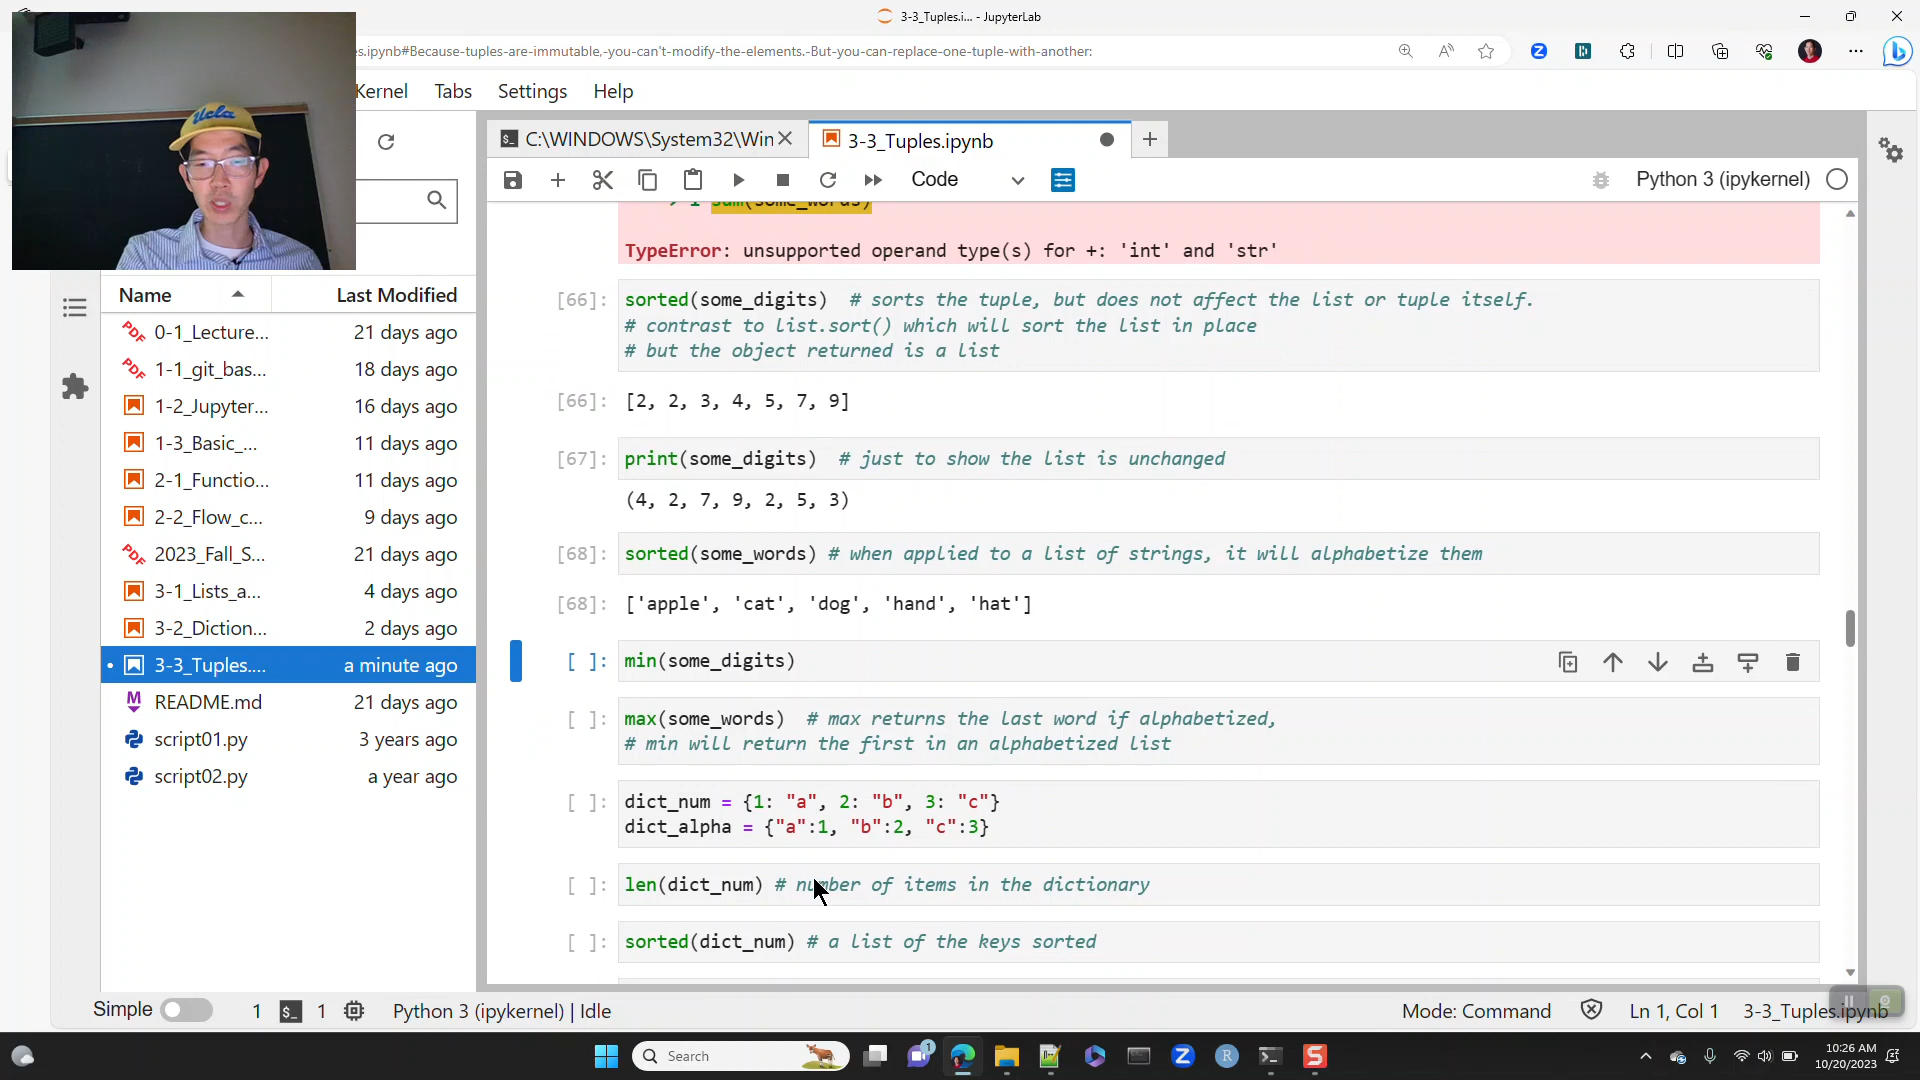 3-3_Tuples.i... - JupyterLab
es.ipynb#Because-tuples-are-immutable,-you-can't-modify-the-elements.-But-you-can-replace-one-tuple-with-another:
Ucla
Kernel Tabs Settings Help
C:\WINDOWS\System32\Win
3-3_Tuples.ipynb
Code
Python 3 (ipykernel)
1 sum(some_words)
TypeError: unsupported operand type(s) for +: 'int' and 'str'
Name Last Modified
0-1_Lecture... 21 days ago
1-1_git_bas... 18 days ago
1-2_Jupyter... 16 days ago
1-3_Basic_... 11 days ago
2-1_Functio... 11 days ago
2-2_Flow_c... 9 days ago
2023_Fall_S... 21 days ago
3-1_Lists_a... 4 days ago
3-2_Diction... 2 days ago
3-3_Tuples.... a minute ago
README.md 21 days ago
script01.py 3 years ago
script02.py a year ago
[66]: sorted(some_digits) # sorts the tuple, but does not affect the list or tuple itself.
# contrast to list.sort() which will sort the list in place
# but the object returned is a list
[66]: [2, 2, 3, 4, 5, 7, 9]
[67]: print(some_digits) # just to show the list is unchanged
(4, 2, 7, 9, 2, 5, 3)
[68]: sorted(some_words) # when applied to a list of strings, it will alphabetize them
[68]: ['apple', 'cat', 'dog', 'hand', 'hat']
[ ]: min(some_digits)
[ ]: max(some_words) # max returns the last word if alphabetized,
# min will return the first in an alphabetized list
[ ]: dict_num = {1: "a", 2: "b", 3: "c"}
dict_alpha = {"a":1, "b":2, "c":3}
[ ]: len(dict_num) # number of items in the dictionary
[ ]: sorted(dict_num) # a list of the keys sorted
Simple 1 1 Python 3 (ipykernel) | Idle Mode: Command Ln 1, Col 1 3-3_Tuples.ipynb
Search
10:26 AM
10/20/2023